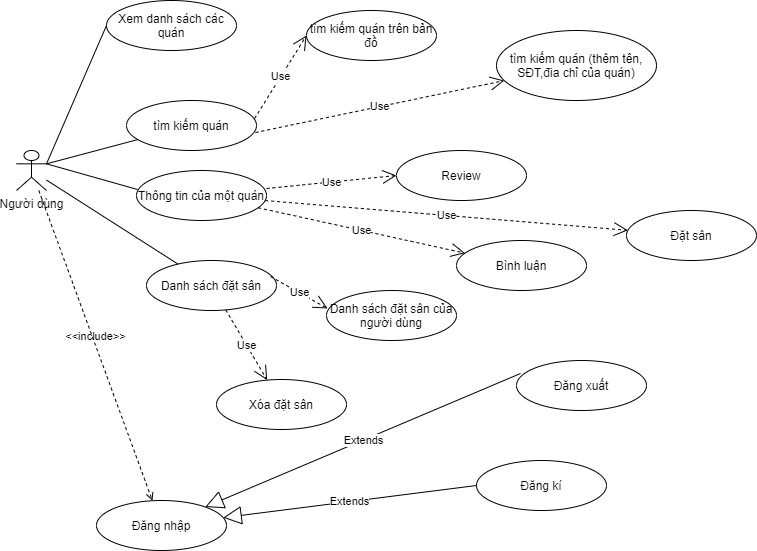 Xem danh sách các
quán
tìm kiếm quán trên bản
đồ
tìm kiếm quán (thêm tên,
SĐT,đia chỉ của quán)
Use
Use
tìm kiếm quán
Người dùng
Thông tin của một quán
Use
Review
Use
Đặt sân
Use
Bình luận
Danh sách đặt sân
Use
Danh sách đặt sân của
người dùng
<<include>>
Use
Xóa đặt sân
Đăng xuất
Extends
Đăng kí
Extends
Đăng nhập